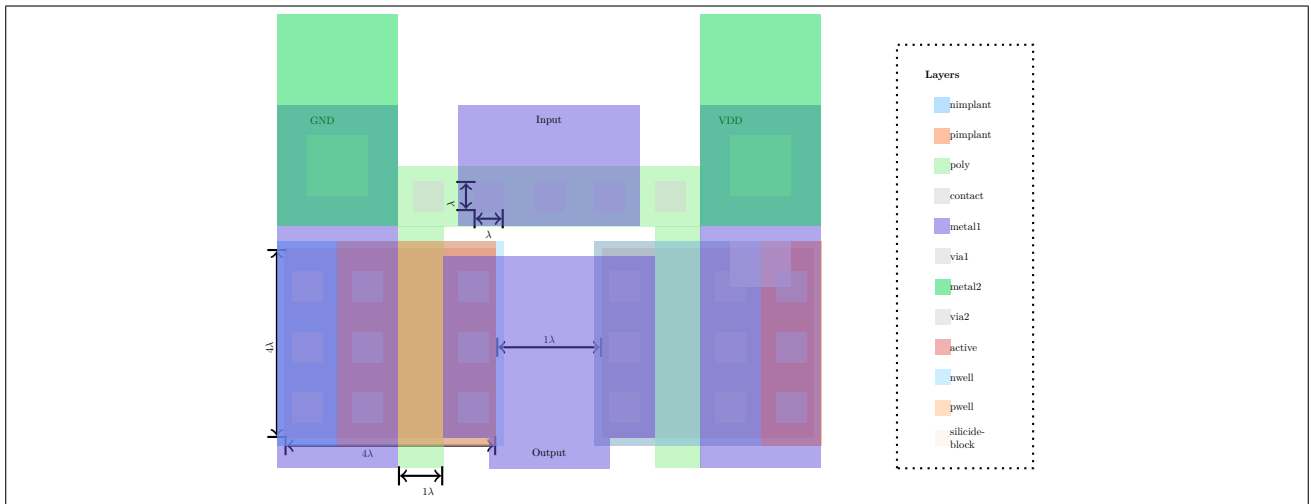 GND
Input
VDD
λ
λ
4λ
1λ
4λ
Output
1λ
Layers
nimplant
pimplant
poly
contact
metal1
via1
metal2
via2
active
nwell
pwell
silicide-
block